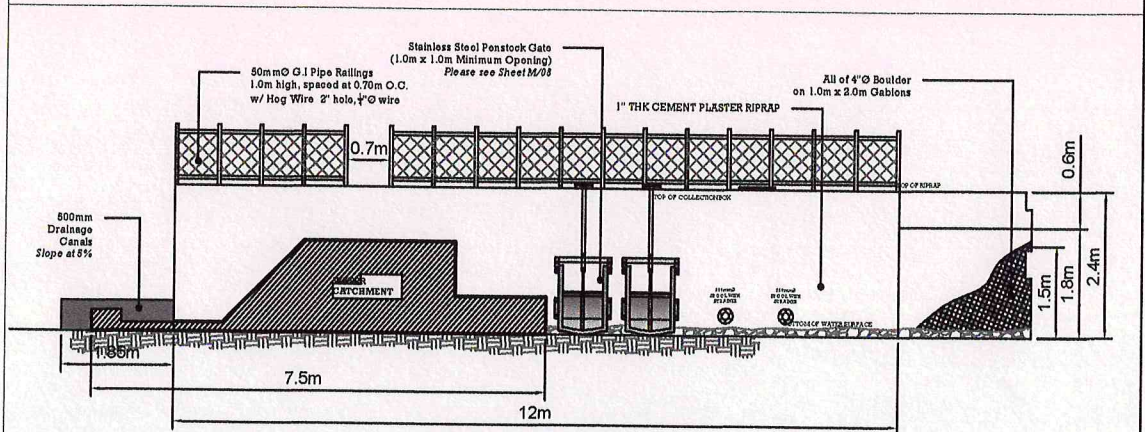 Stainless Steel Penstock Gate
(1.0m x 1.0m Minimum Opening)
Please see Sheet M/08
50mmØ G.I Pipe Railings
1.0m high, spaced at 0.70m O.C.
w/ Hog Wire 2" hole, ¼"Ø wire
All of 4"Ø Boulder
on 1.0m x 2.0m Gabions
1" THK CEMENT PLASTER RIPRAP
0.7m
0.6m
TOP OF RIPRAP
TOP OF COLLECTIONBOX
500mm
Drainage
Canals
Slope at 5%
CATCHMENT
1.5m
1.8m
2.4m
BOTTOM OF WATER SURFACE
1.85m
7.5m
12m